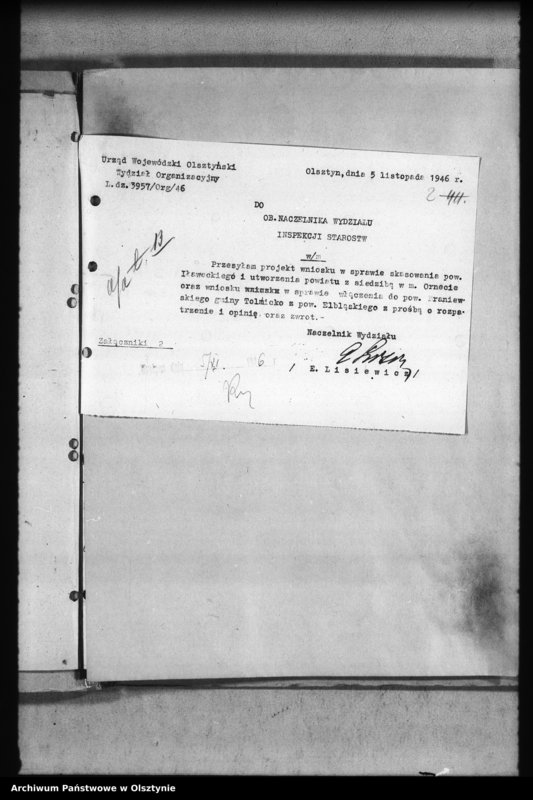 Urząd Wojewódzki Olsztyński
Wydział Organizacyjny
L.dz.3957/Org/46
Olsztyn,dnia 5 listopada 1946 r.
2
DO
OB.NACZELNIKA WYDZIAŁU
INSPEKCJI STAROSTW
w/m
a/a t. 13
Przesyłam projekt wniosku w sprawie skasowania pow.
Iławeckiego i utworzenia powiatu z siedzibą w m. Ornecie
oraz wniosku wniosku w sprawie włączenia do pow. Braniew-
skiego gminy Tolmicko z pow. Elbląskiego z prośbą o rozpa-
trzenie i opinię oraz zwrot.-
Naczelnik Wydziału
Załączniki 2
/ E. Lisiewicz /
Archiwum Państwowe w Olsztynie